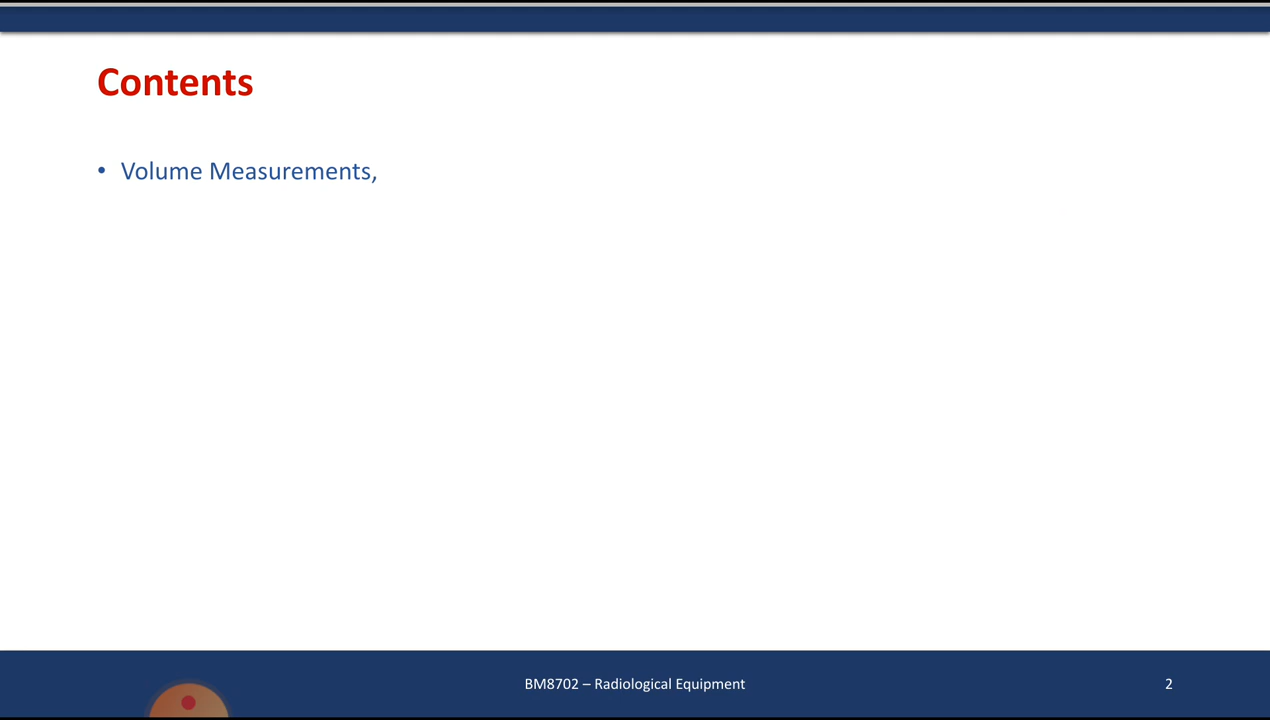 Contents
• Volume Measurements,
BM8702 – Radiological Equipment
2